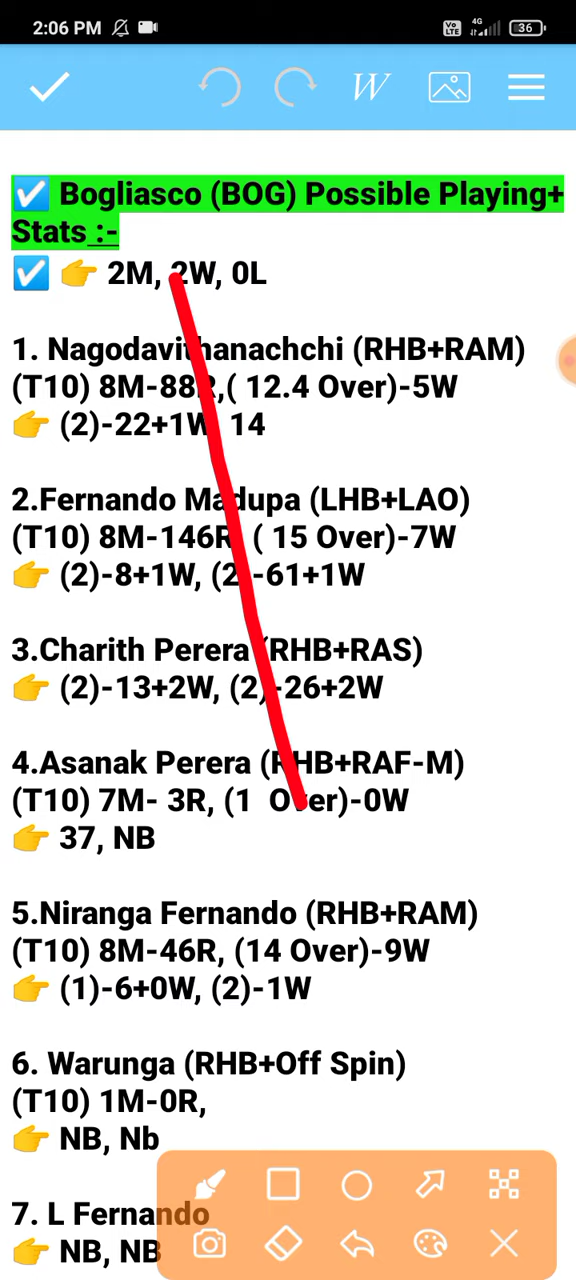 2:06 PM
Vo LTE 4G 36
W
Bogliasco (BOG) Possible Playing+
Stats :-
2M, 2W, 0L
1. Nagodavithanachchi (RHB+RAM)
(T10) 8M-88R,( 12.4 Over)-5W
(2)-22+1W 14
2.Fernando Madupa (LHB+LAO)
(T10) 8M-146R ( 15 Over)-7W
(2)-8+1W, (2)-61+1W
3.Charith Perera (RHB+RAS)
(2)-13+2W, (2)-26+2W
4.Asanak Perera (RHB+RAF-M)
(T10) 7M- 3R, (1 Over)-0W
37, NB
5.Niranga Fernando (RHB+RAM)
(T10) 8M-46R, (14 Over)-9W
(1)-6+0W, (2)-1W
6. Warunga (RHB+Off Spin)
(T10) 1M-0R,
NB, Nb
7. L Fernando
NB, NB